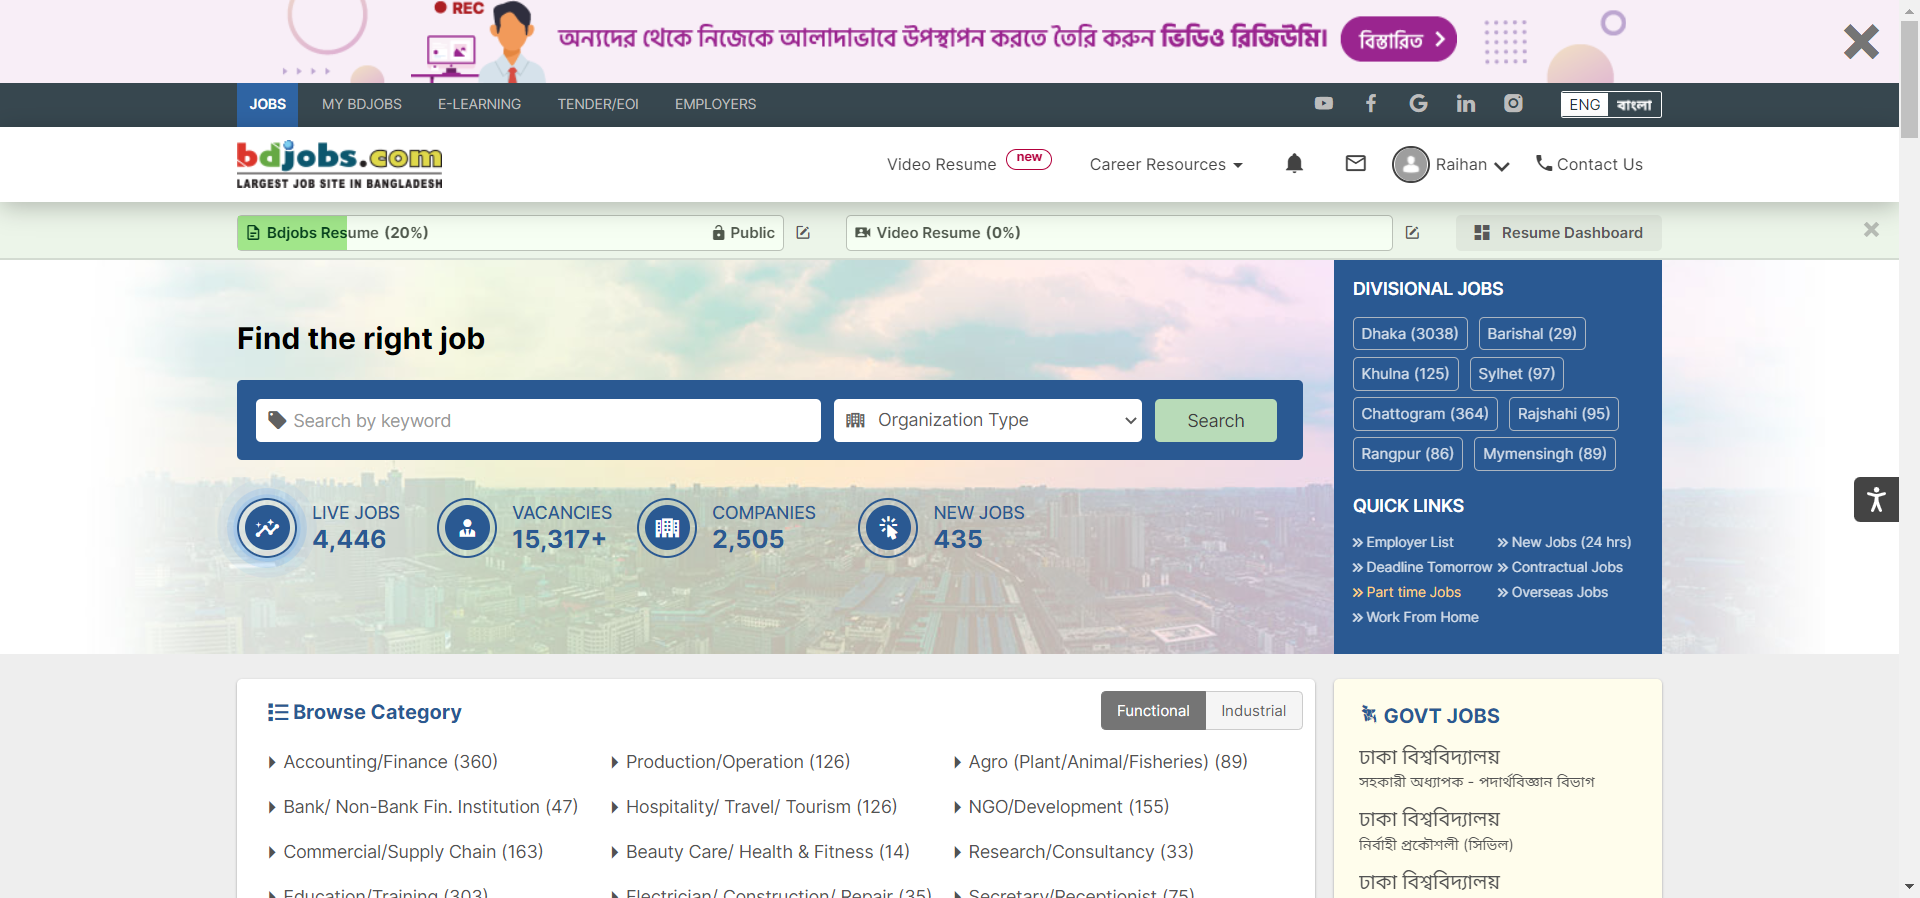 REC
অন্যদের থেকে নিজেকে আলাদাভাবে উপস্থাপন করতে তৈরি করুন ভিডিও রিজিউমি। বিস্তারিত
JOBS MY BDJOBS E-LEARNING TENDER/EOI EMPLOYERS ENG বাংলা
bdjobs.com
LARGEST JOB SITE IN BANGLADESH
Video Resume new Career Resources Raihan Contact Us
Bdjobs Resume (20%) Public Video Resume (0%) Resume Dashboard
Find the right job
Search by keyword Organization Type Search
LIVE JOBS VACANCIES COMPANIES NEW JOBS
4,446 15,317+ 2,505 435
DIVISIONAL JOBS
Dhaka (3038) Barishal (29)
Khulna (125) Sylhet (97)
Chattogram (364) Rajshahi (95)
Rangpur (86) Mymensingh (89)
QUICK LINKS
Employer List New Jobs (24 hrs)
Deadline Tomorrow Contractual Jobs
Part time Jobs Overseas Jobs
Work From Home
Browse Category Functional Industrial
Accounting/Finance (360) Production/Operation (126) Agro (Plant/Animal/Fisheries) (89)
Bank/ Non-Bank Fin. Institution (47) Hospitality/ Travel/ Tourism (126) NGO/Development (155)
Commercial/Supply Chain (163) Beauty Care/ Health & Fitness (14) Research/Consultancy (33)
Education/Training (303) Electrician/ Construction/ Repair (35) Secretary/Receptionist (75)
GOVT JOBS
ঢাকা বিশ্ববিদ্যালয়
সহকারী অধ্যাপক - পদার্থবিজ্ঞান বিভাগ
ঢাকা বিশ্ববিদ্যালয়
নির্বাহী প্রকৌশলী (সিভিল)
ঢাকা বিশ্ববিদ্যালয়